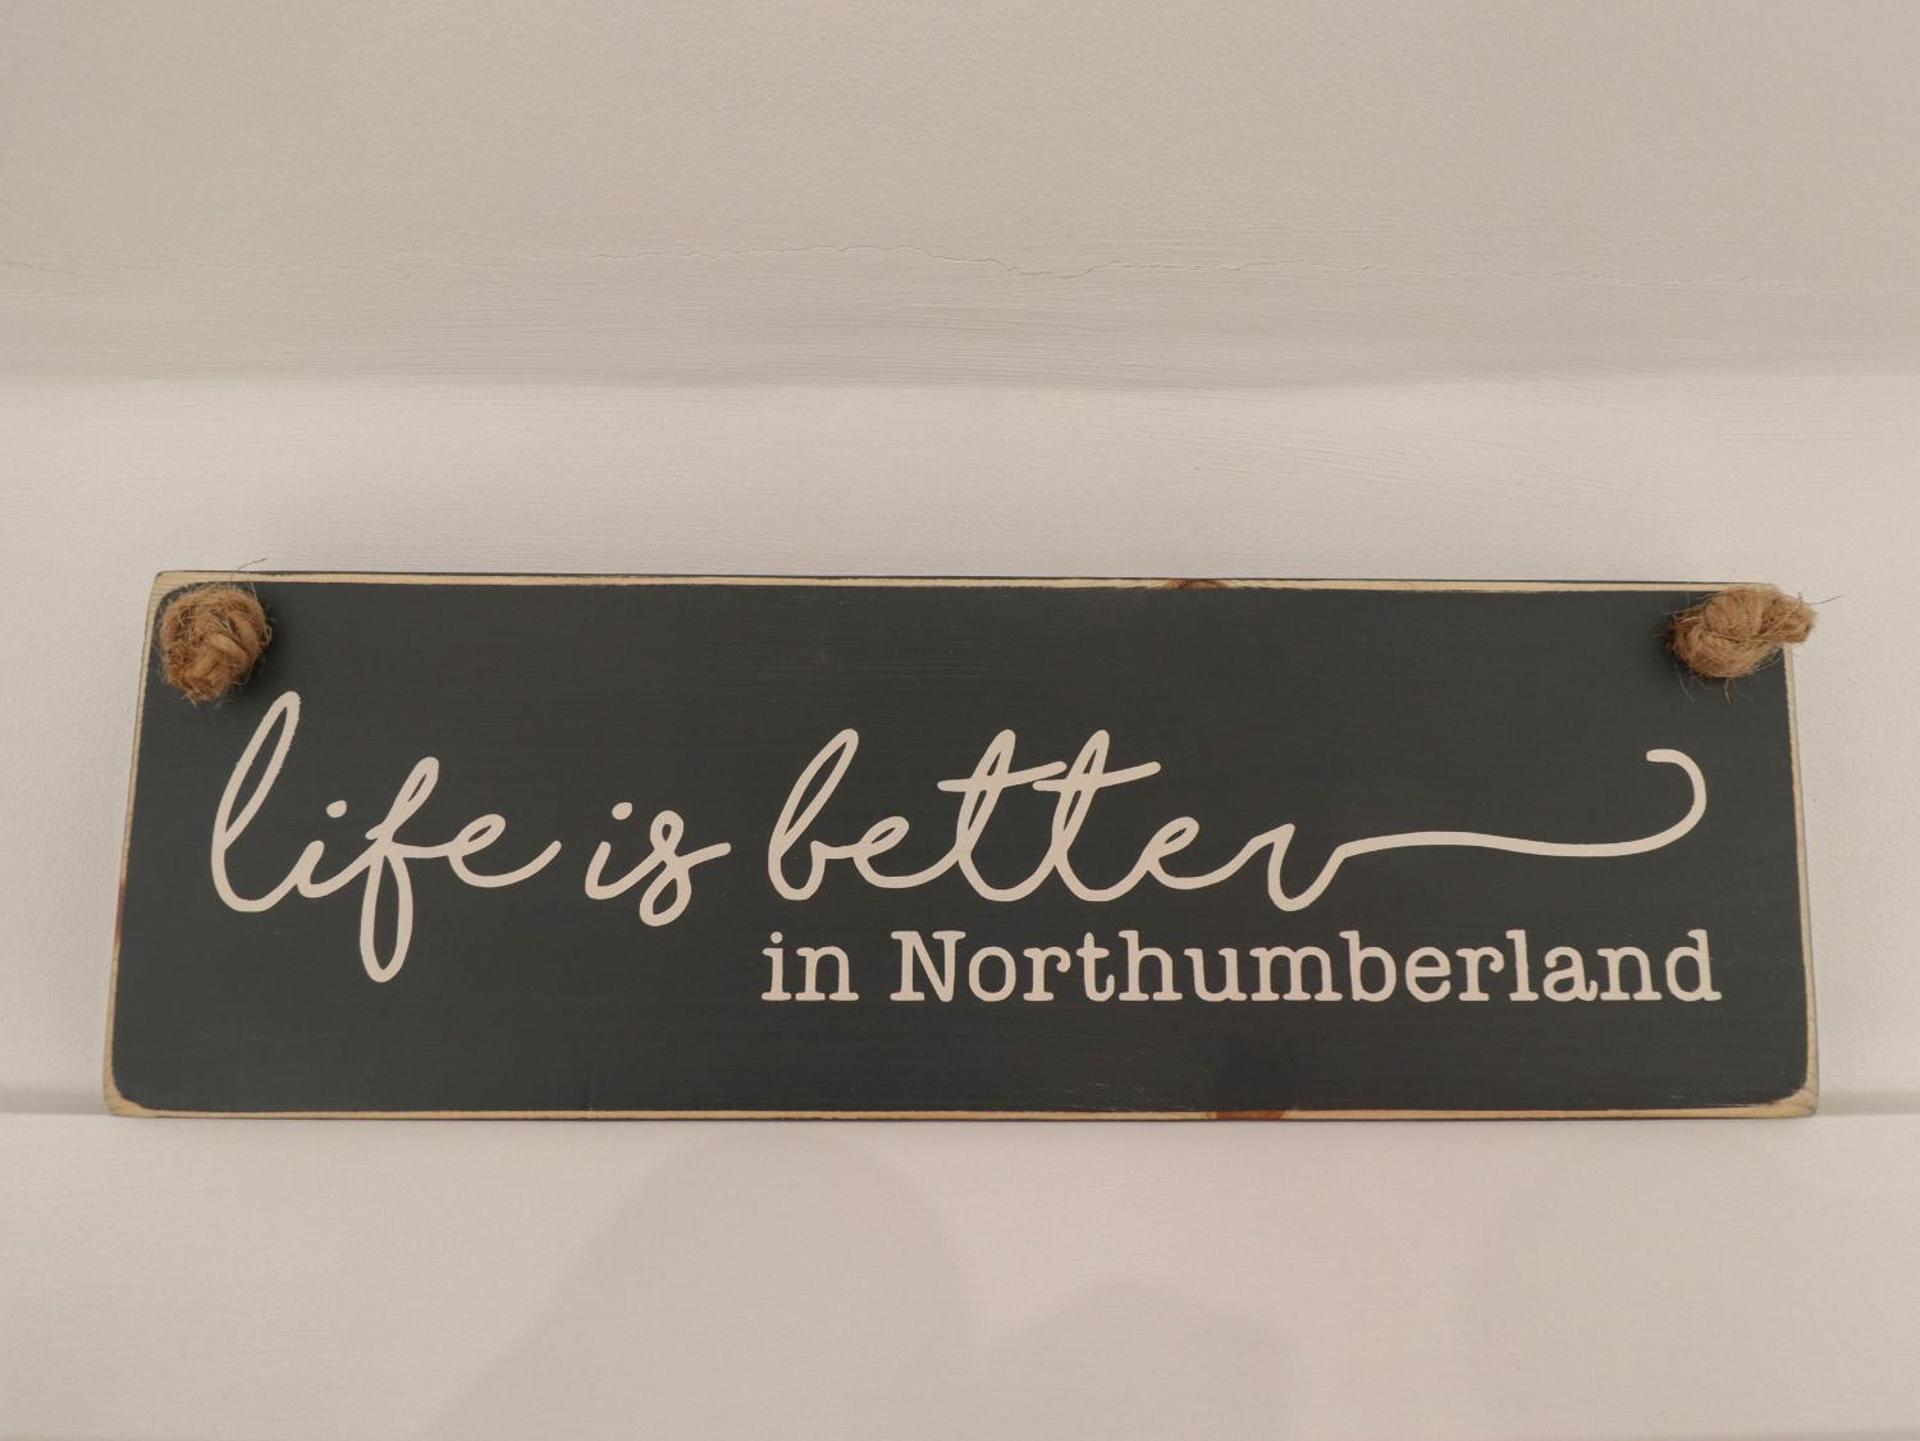 life is better
in Northumberland